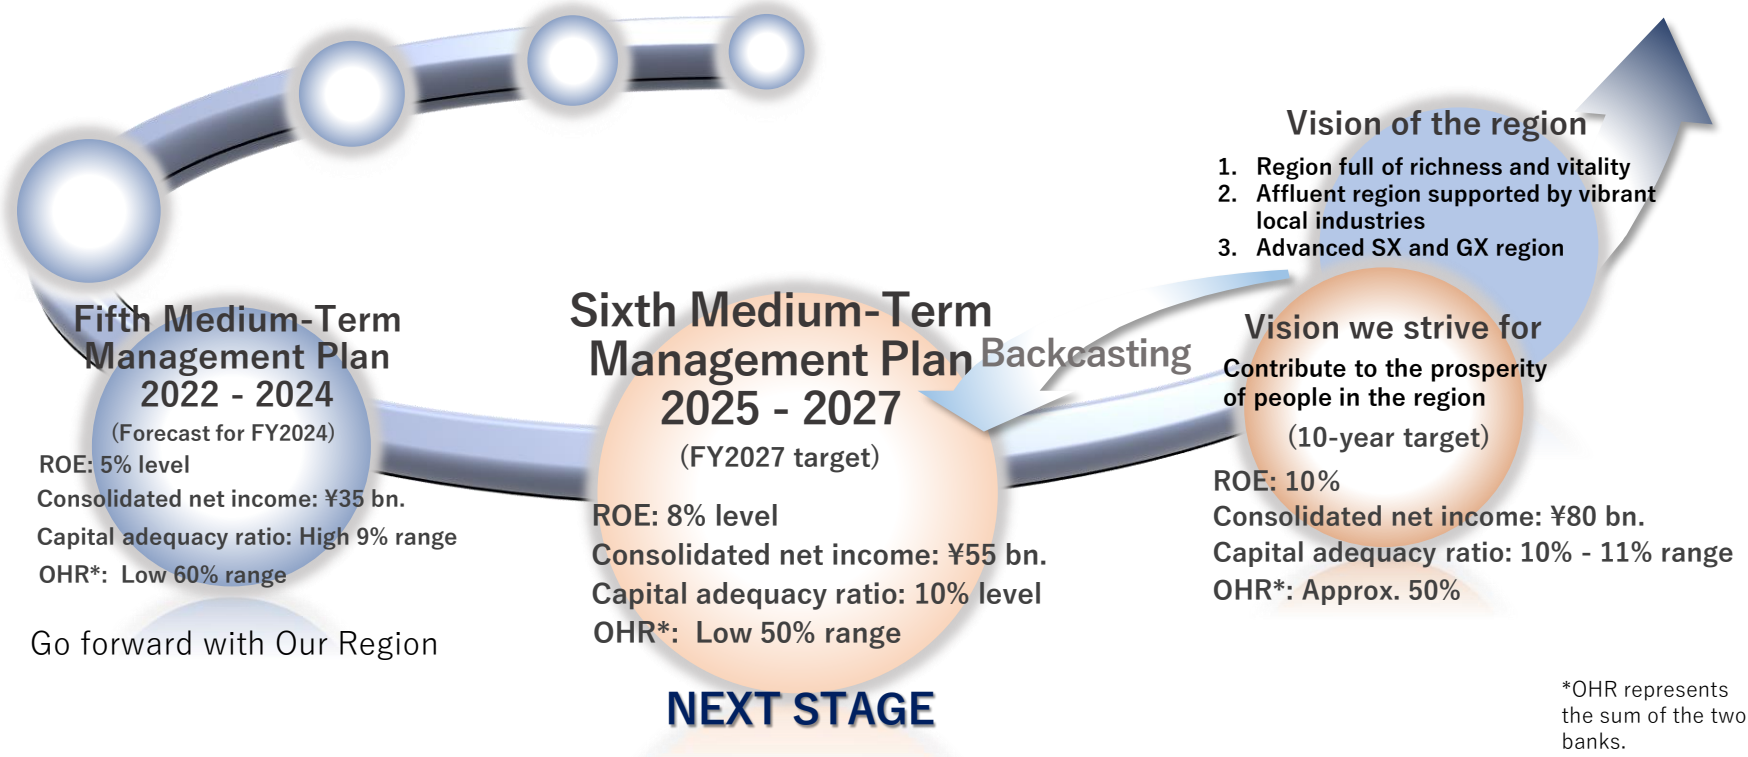 Fifth Medium-Term
Management Plan
2022 - 2024
(Forecast for FY2024)
ROE: 5% level
Consolidated net income: ¥35 bn.
Capital adequacy ratio: High 9% range
OHR*: Low 60% range
Go forward with Our Region
Sixth Medium-Term
Management Plan
2025 - 2027
(FY2027 target)
ROE: 8% level
Consolidated net income: ¥55 bn.
Capital adequacy ratio: 10% level
OHR*: Low 50% range
NEXT STAGE
Backcasting
Vision of the region
1. Region full of richness and vitality
2. Affluent region supported by vibrant
local industries
3. Advanced SX and GX region
Vision we strive for
Contribute to the prosperity
of people in the region
(10-year target)
ROE: 10%
Consolidated net income: ¥80 bn.
Capital adequacy ratio: 10% - 11% range
OHR*: Approx. 50%
*OHR represents
the sum of the two
banks.